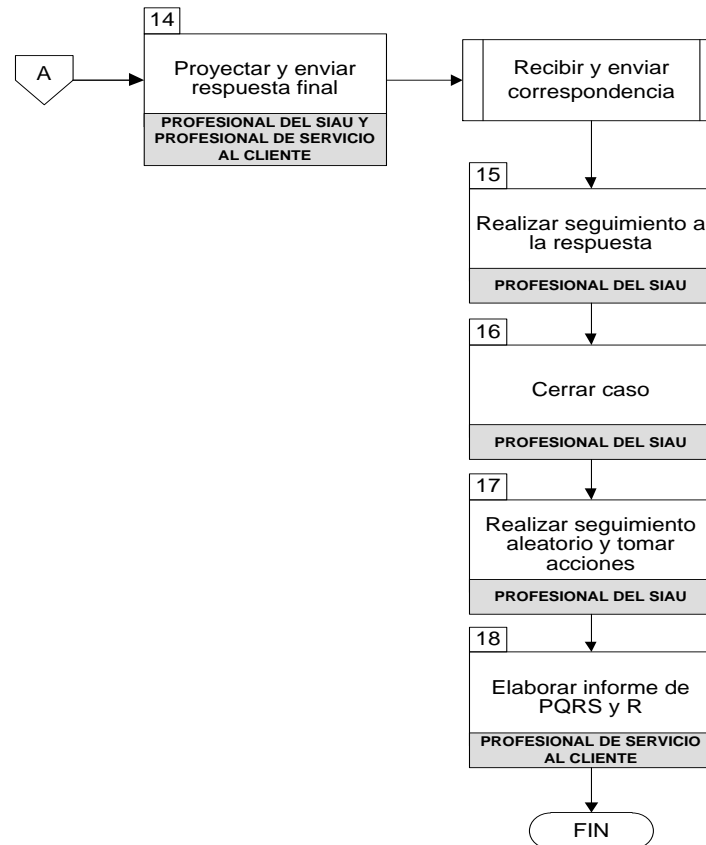 14
A
Proyectar y enviar
respuesta final
PROFESIONAL DEL SIAU Y
PROFESIONAL DE SERVICIO
AL CLIENTE
Recibir y enviar
correspondencia
15
Realizar seguimiento a
la respuesta
PROFESIONAL DEL SIAU
16
Cerrar caso
PROFESIONAL DEL SIAU
17
Realizar seguimiento
aleatorio y tomar
acciones
PROFESIONAL DEL SIAU
18
Elaborar informe de
PQRS y R
PROFESIONAL DE SERVICIO
AL CLIENTE
FIN